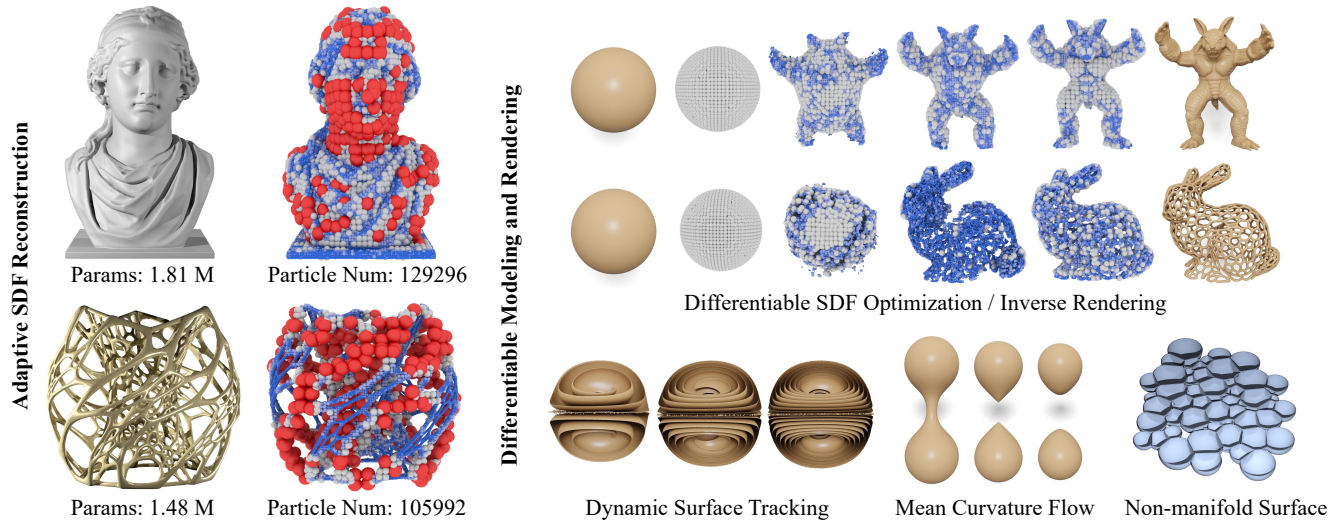 Adaptive SDF Reconstruction
Params: 1.81 M
Particle Num: 129296
Params: 1.48 M
Particle Num: 105992
Differentiable Modeling and Rendering
Differentiable SDF Optimization / Inverse Rendering
Dynamic Surface Tracking
Mean Curvature Flow
Non-manifold Surface